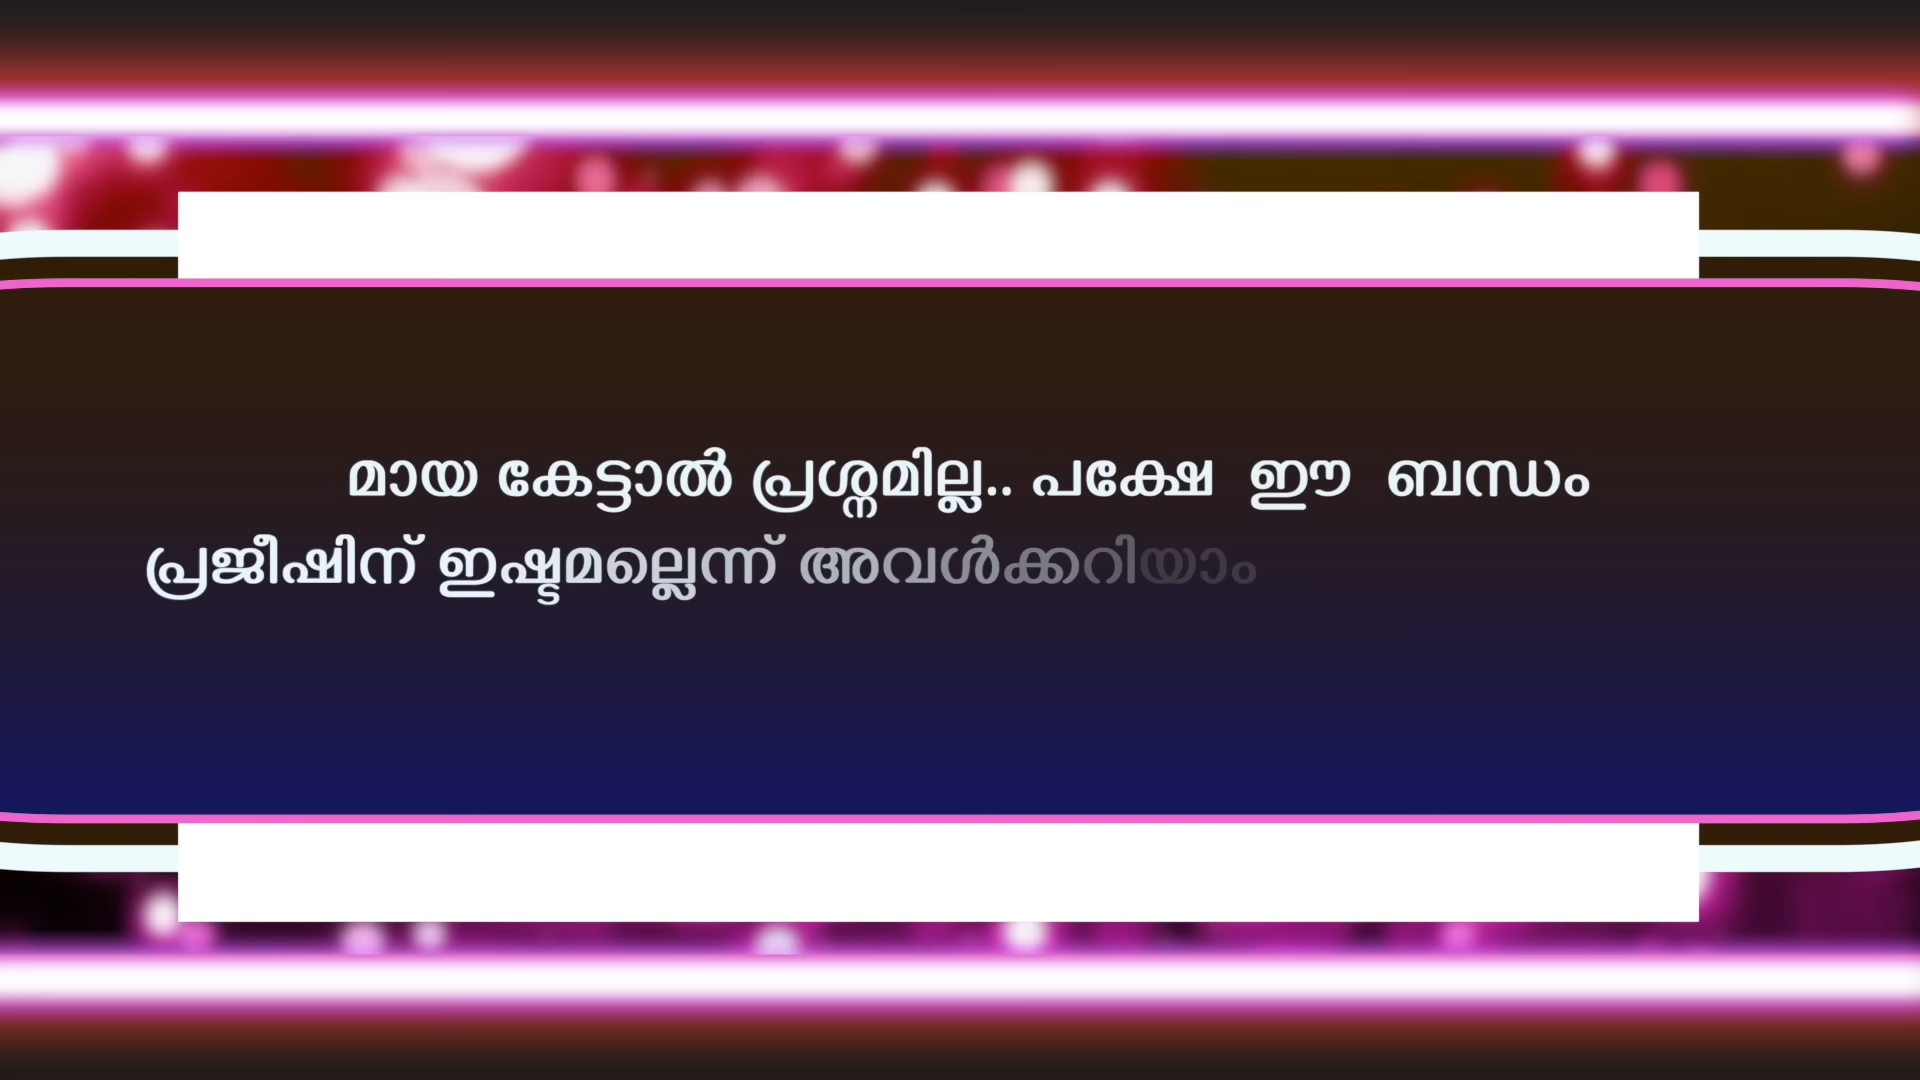 മായ കേട്ടാൽ പ്രശ്നമില്ല.. പക്ഷേ ഈ ബന്ധം
പ്രജീഷിന് ഇഷ്ടമല്ലെന്ന് അവൾക്കറിയാം